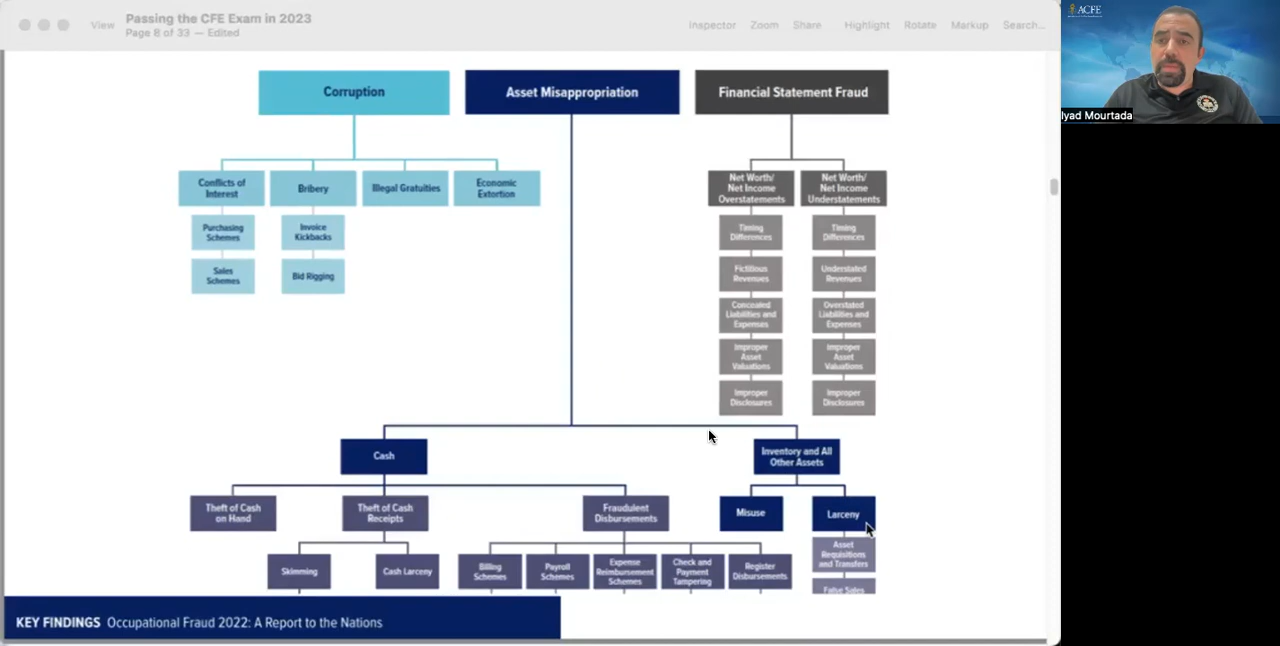 View
Passing the CFE Exam in 2023
Page 8 of 33 — Edited
Inspector
Zoom
Share
Highlight
Rotate
Markup
Search...
ACFE
Iyad Mourtada
Corruption
Asset Misappropriation
Financial Statement Fraud
Conflicts of
Interest
Bribery
Illegal Gratuities
Economic
Extortion
Purchasing
Schemes
Invoice
Kickbacks
Sales
Schemes
Bid Rigging
Net Worth/
Net Income
Overstatements
Net Worth/
Net Income
Understatements
Timing
Differences
Timing
Differences
Fictitious
Revenues
Understated
Revenues
Concealed
Liabilities and
Expenses
Overstated
Liabilities and
Expenses
Improper
Asset
Valuations
Improper
Asset
Valuations
Improper
Disclosures
Improper
Disclosures
Cash
Inventory and All
Other Assets
Theft of Cash
on Hand
Theft of Cash
Receipts
Fraudulent
Disbursements
Misuse
Larceny
Skimming
Cash Larceny
Billing
Schemes
Payroll
Schemes
Expense
Reimbursement
Schemes
Check and
Payment
Tampering
Register
Disbursements
Asset
Requisitions
and Transfers
False Sales
KEY FINDINGS Occupational Fraud 2022: A Report to the Nations